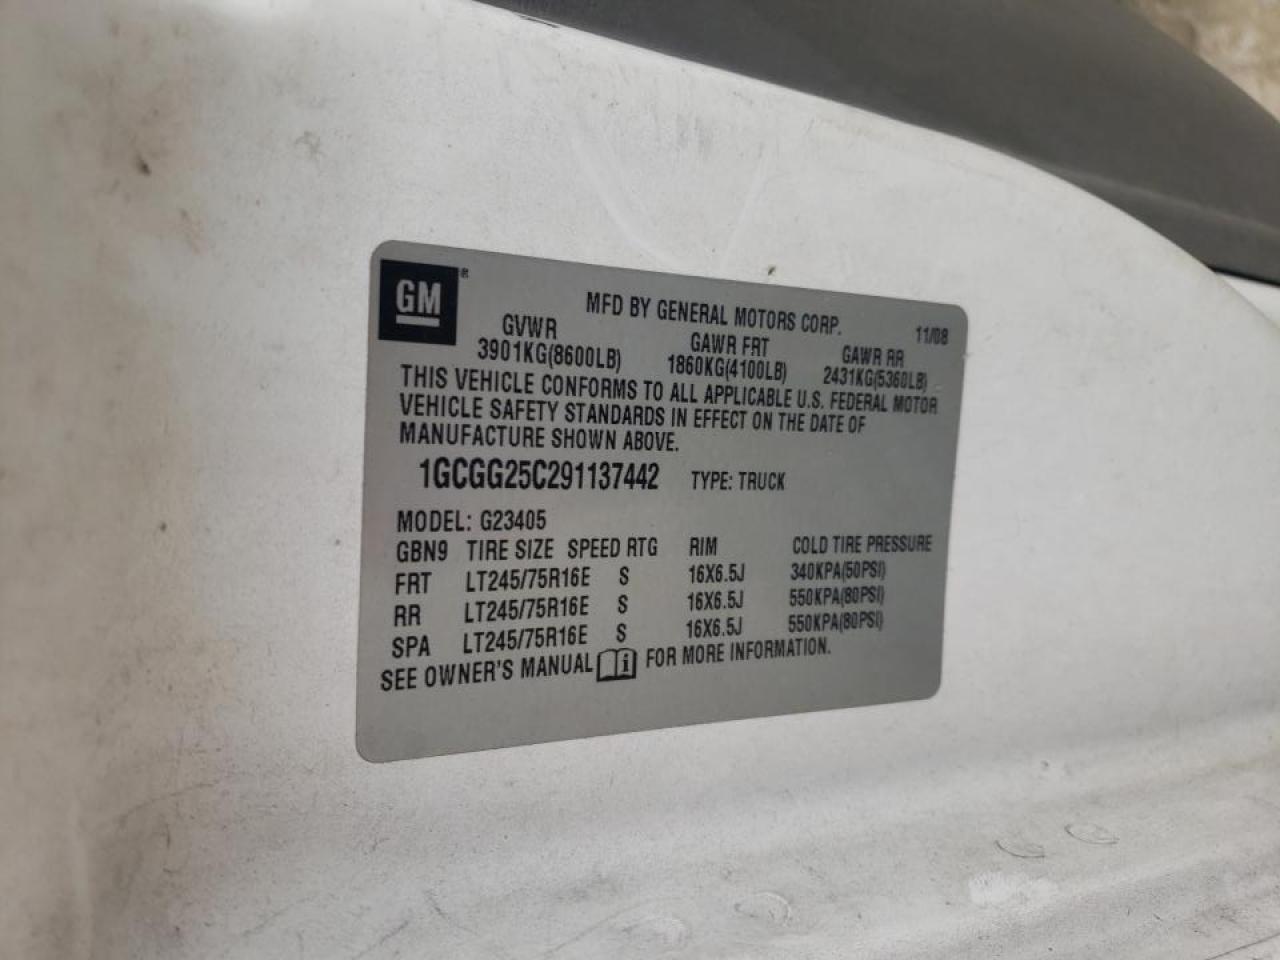 GM®
MFD BY GENERAL MOTORS CORP. 11/08
GVWR GAWR FRT GAWR RR
3901KG(8600LB) 1860KG(4100LB) 2431KG(5360LB)
THIS VEHICLE CONFORMS TO ALL APPLICABLE U.S. FEDERAL MOTOR
VEHICLE SAFETY STANDARDS IN EFFECT ON THE DATE OF
MANUFACTURE SHOWN ABOVE.
1GCGG25C291137442 TYPE: TRUCK
MODEL: G23405
GBN9 TIRE SIZE SPEED RTG RIM COLD TIRE PRESSURE
FRT LT245/75R16E S 16X6.5J 340KPA(50PSI)
RR LT245/75R16E S 16X6.5J 550KPA(80PSI)
SPA LT245/75R16E S 16X6.5J 550KPA(80PSI)
SEE OWNER'S MANUAL i FOR MORE INFORMATION.